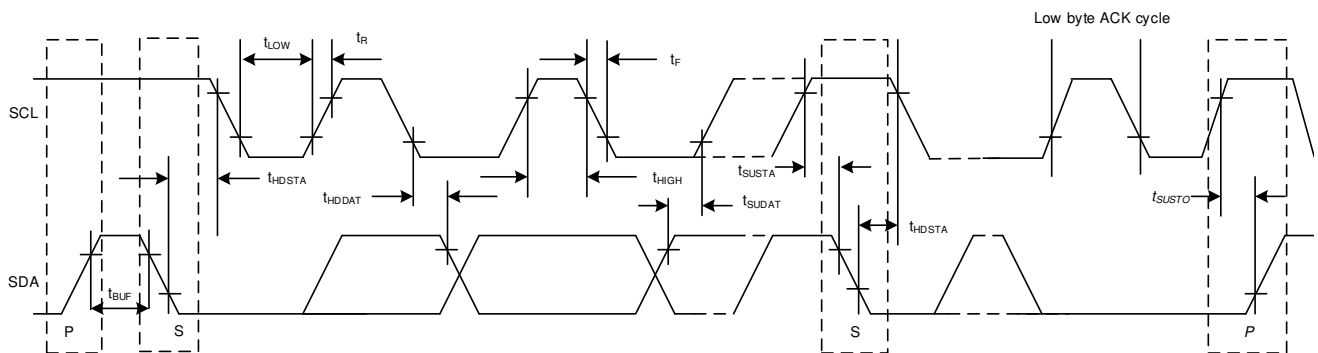 Low byte ACK cycle
tLOW
tR
tF
SCL
tHDSTA
tHDDAT
tHIGH
tSUDAT
tSUSTA
tHDSTA
tSUSTO
SDA
tBUF
P
S
S
P